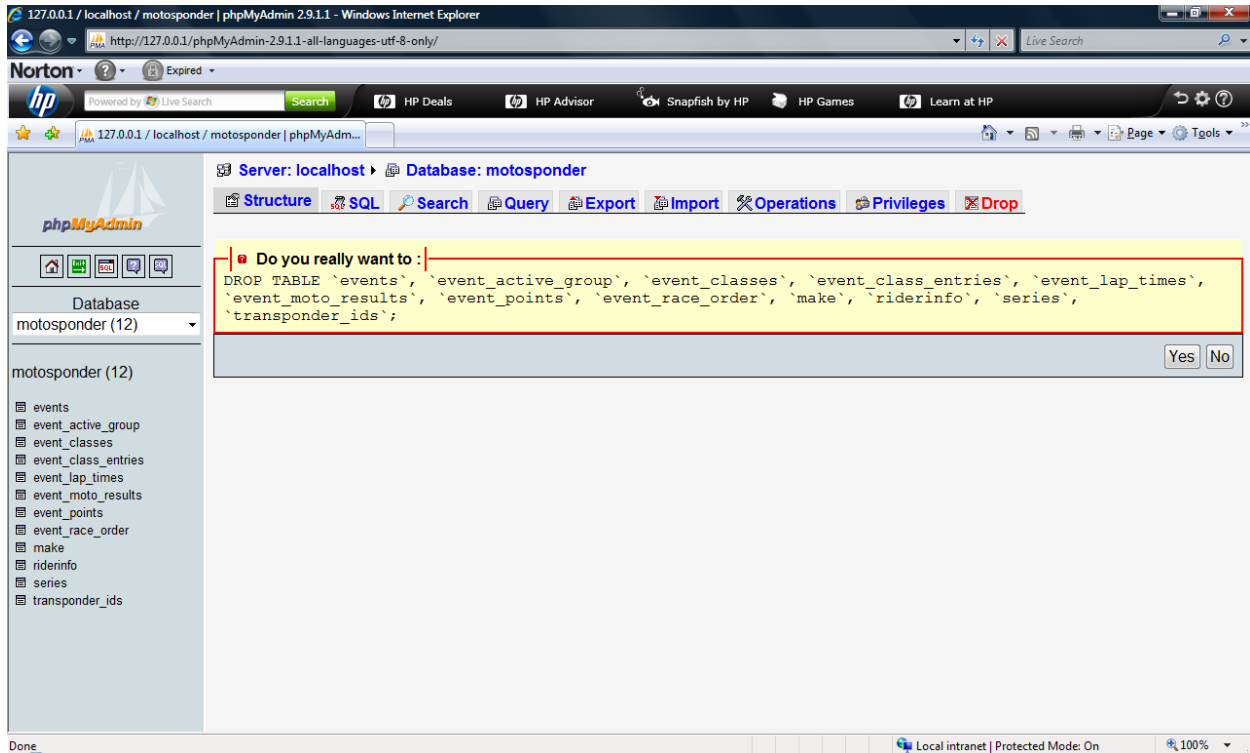 127.0.0.1 / localhost / motosponder | phpMyAdmin 2.9.1.1 - Windows Internet Explorer
http://127.0.0.1/phpMyAdmin-2.9.1.1-all-languages-utf-8-only/
Live Search
Norton
Expired
hp
Powered by Live Search
Search
HP Deals
HP Advisor
Snapfish by HP
HP Games
Learn at HP
127.0.0.1 / localhost / motosponder | phpMyAdm...
Page
Tools
phpMyAdmin
Database
motosponder (12)
motosponder (12)
events
event_active_group
event_classes
event_class_entries
event_lap_times
event_moto_results
event_points
event_race_order
make
riderinfo
series
transponder_ids
Server: localhost
Database: motosponder
Structure
SQL
Search
Query
Export
Import
Operations
Privileges
Drop
Do you really want to :
DROP TABLE `events`, `event_active_group`, `event_classes`, `event_class_entries`, `event_lap_times`,
`event_moto_results`, `event_points`, `event_race_order`, `make`, `riderinfo`, `series`,
`transponder_ids`;
Yes
No
Done
Local intranet | Protected Mode: On
100%